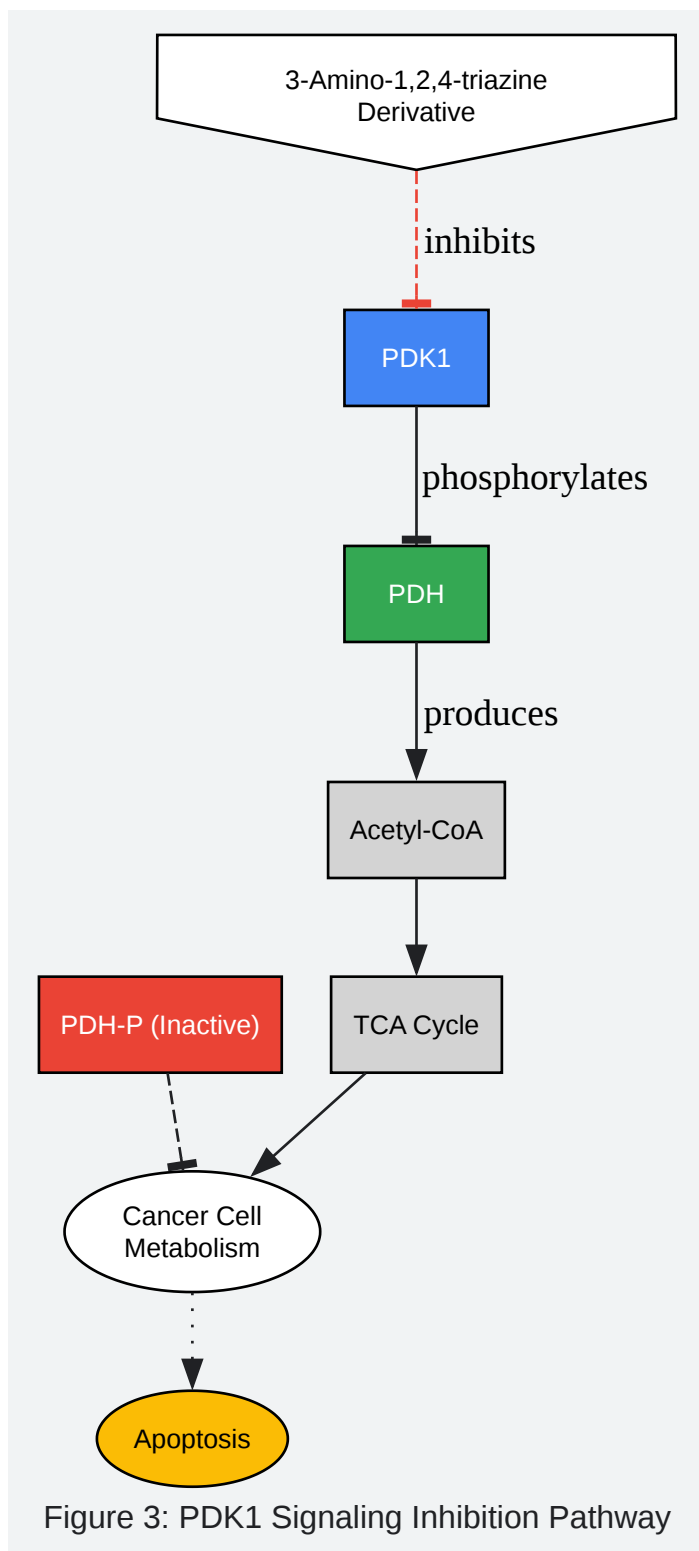 3-Amino-1,2,4-triazine
Derivative
inhibits
PDK1
phosphorylates
PDH
produces
Acetyl-CoA
PDH-P (Inactive)
TCA Cycle
Cancer Cell
Metabolism
Apoptosis
Figure 3: PDK1 Signaling Inhibition Pathway